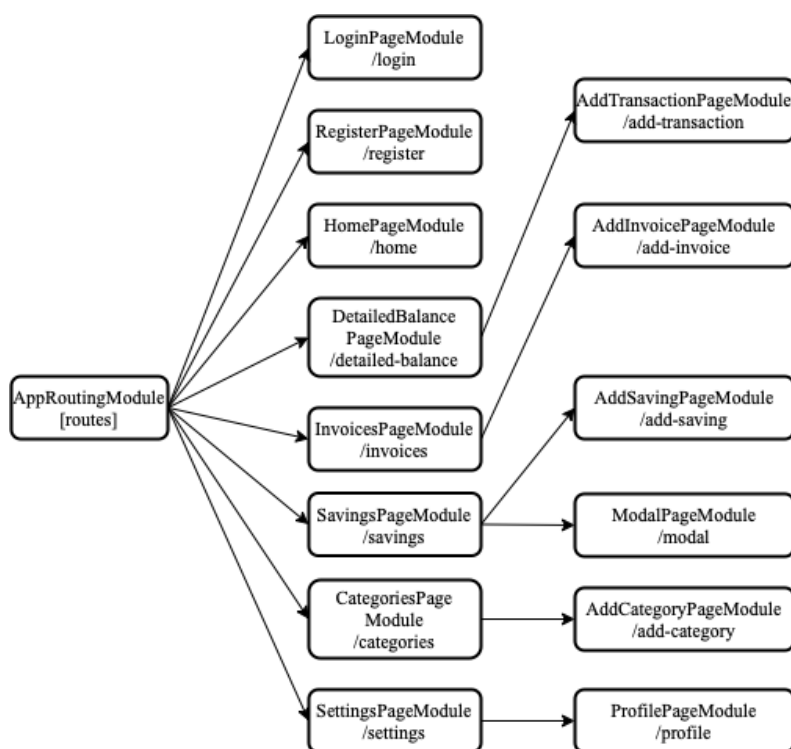 LoginPageModule
/login
RegisterPageModule
/register
HomePageModule
/home
DetailedBalance
PageModule
/detailed-balance
AppRoutingModule
[routes]
InvoicesPageModule
/invoices
SavingsPageModule
/savings
CategoriesPage
Module
/categories
SettingsPageModule
/settings
AddTransactionPageModule
/add-transaction
AddInvoicePageModule
/add-invoice
AddSavingPageModule
/add-saving
ModalPageModule
/modal
AddCategoryPageModule
/add-category
ProfilePageModule
/profile